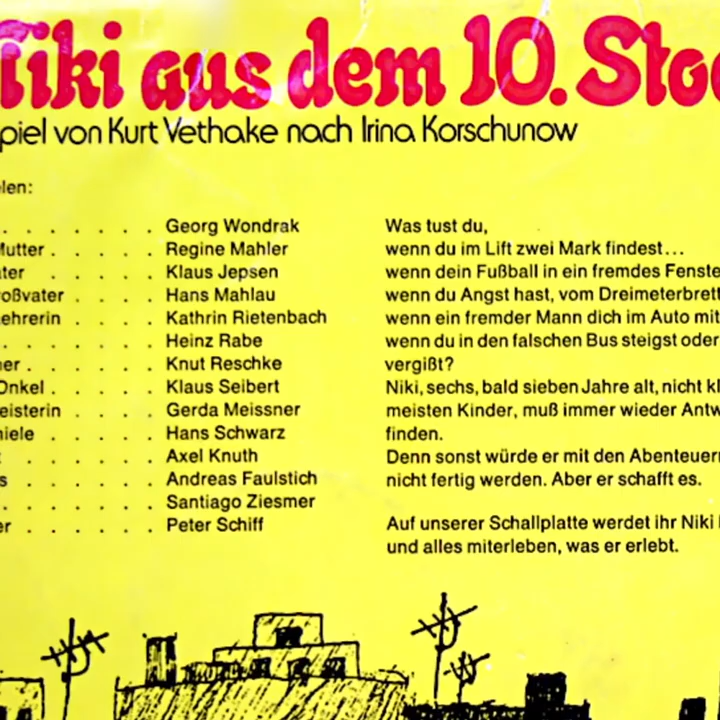 Niki aus dem 10. Stoc
piel von Kurt Vethake nach Irina Korschunow
len:
. . . . . . . Georg Wondrak
Mutter . . . . . Regine Mahler
ter . . . . . . Klaus Jepsen
oßvater . . . . Hans Mahlau
ehrerin . . . . Kathrin Rietenbach
. . . . . . . Heinz Rabe
er . . . . . . Knut Reschke
Onkel . . . . . Klaus Seibert
eisterin . . . . Gerda Meissner
iele . . . . . Hans Schwarz
. . . . . . Axel Knuth
s . . . . . . Andreas Faulstich
. . . . . . . Santiago Ziesmer
er . . . . . . Peter Schiff
Was tust du,
wenn du im Lift zwei Mark findest...
wenn dein Fußball in ein fremdes Fenste
wenn du Angst hast, vom Dreimeterbrett
wenn ein fremder Mann dich im Auto mit
wenn du in den falschen Bus steigst oder
vergißt?
Niki, sechs, bald sieben Jahre alt, nicht kl
meisten Kinder, muß immer wieder Antw
finden.
Denn sonst würde er mit den Abenteuern
nicht fertig werden. Aber er schafft es.
Auf unserer Schallplatte werdet ihr Niki
und alles miterleben, was er erlebt.